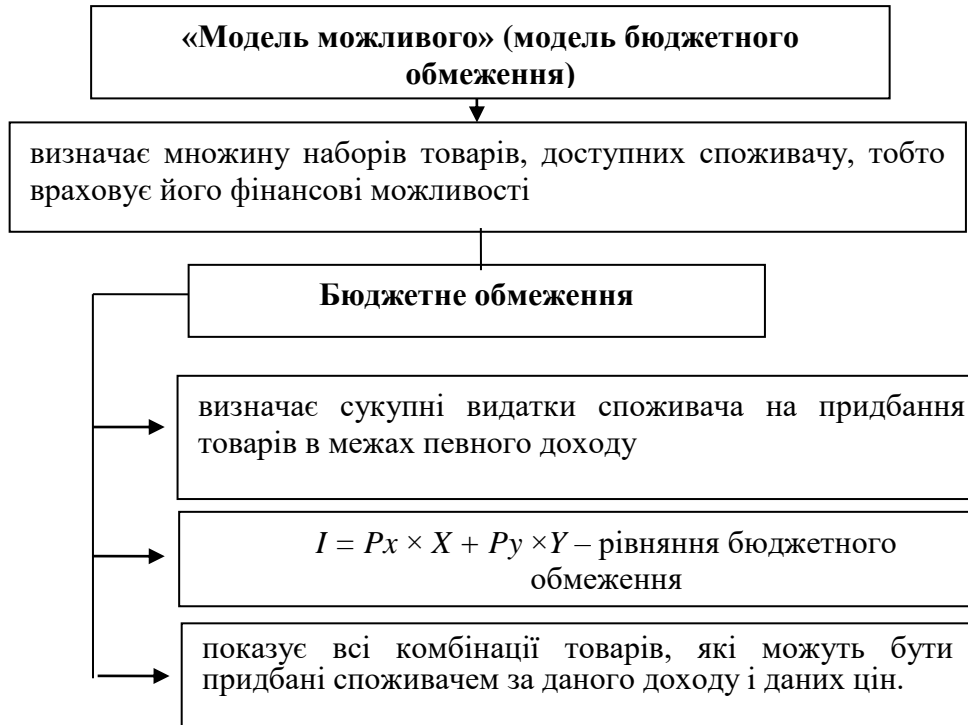 «Модель можливого» (модель бюджетного
обмеження)
визначає множину наборів товарів, доступних споживачу, тобто
враховує його фінансові можливості
Бюджетне обмеження
визначає сукупні видатки споживача на придбання
товарів в межах певного доходу
I = Px × X + Py ×Y – рівняння бюджетного
обмеження
показує всі комбінації товарів, які можуть бути
придбані споживачем за даного доходу і даних цін.